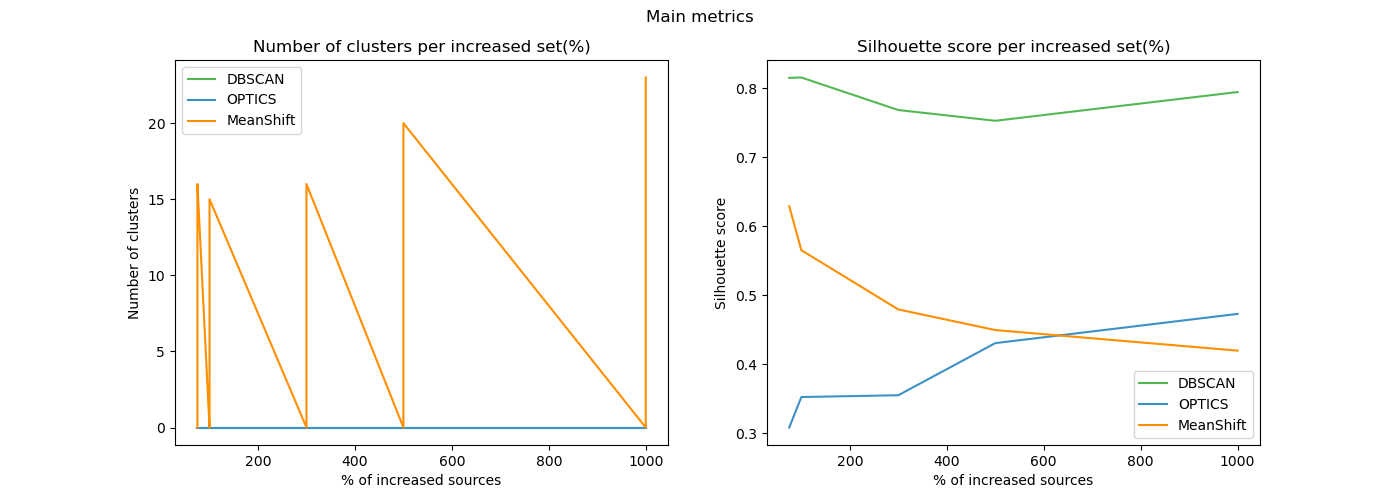 Main metrics
Number of clusters per increased set(%)
DBSCAN
OPTICS
MeanShift
Number of clusters
20
15
10
5
0
200 400 600 800 1000
% of increased sources
Silhouette score per increased set(%)
Silhouette score
0.8
0.7
0.6
0.5
0.4
0.3
DBSCAN
OPTICS
MeanShift
200 400 600 800 1000
% of increased sources